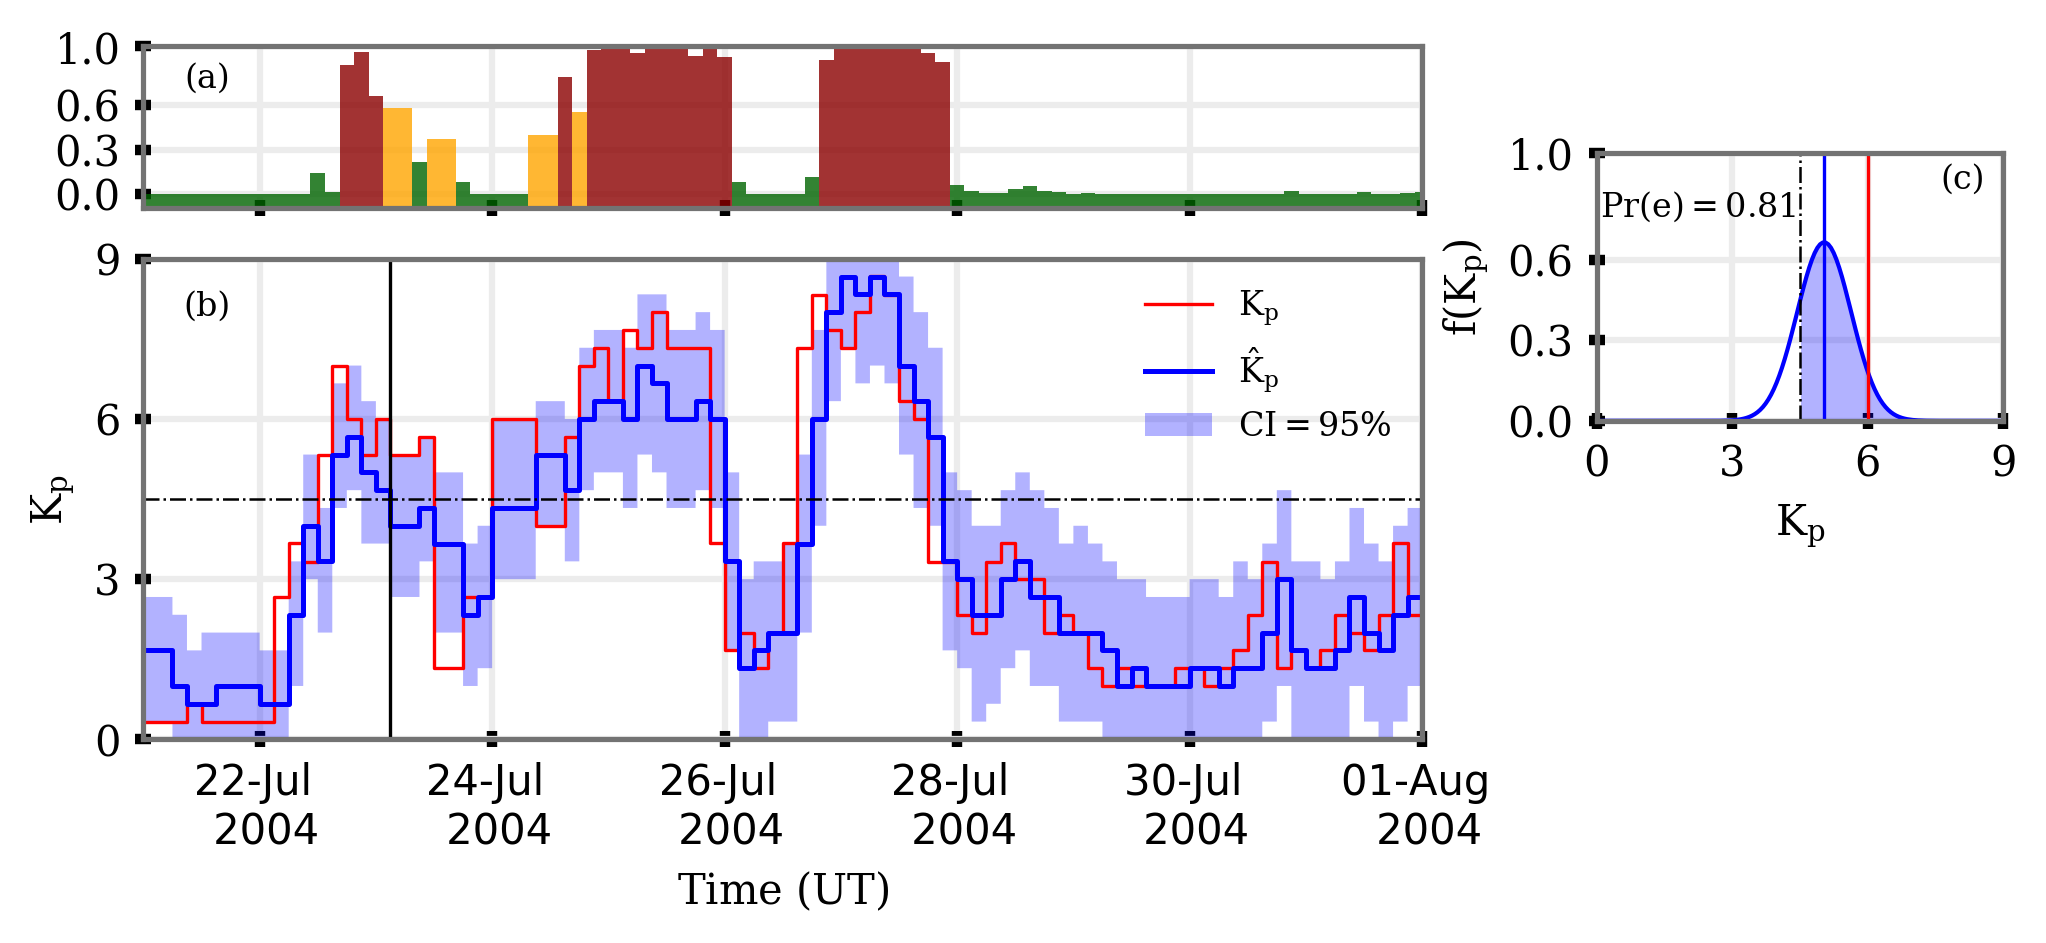 1.0
0.6
0.3
0.0
(a)
9
6
3
0
Kp
(b)
Kp
K̂p
CI = 95%
22-Jul 2004
24-Jul 2004
26-Jul 2004
28-Jul 2004
30-Jul 2004
01-Aug 2004
Time (UT)
1.0
0.6
0.3
0.0
f(Kp)
Pr(e) = 0.81
(c)
0 3 6 9
Kp